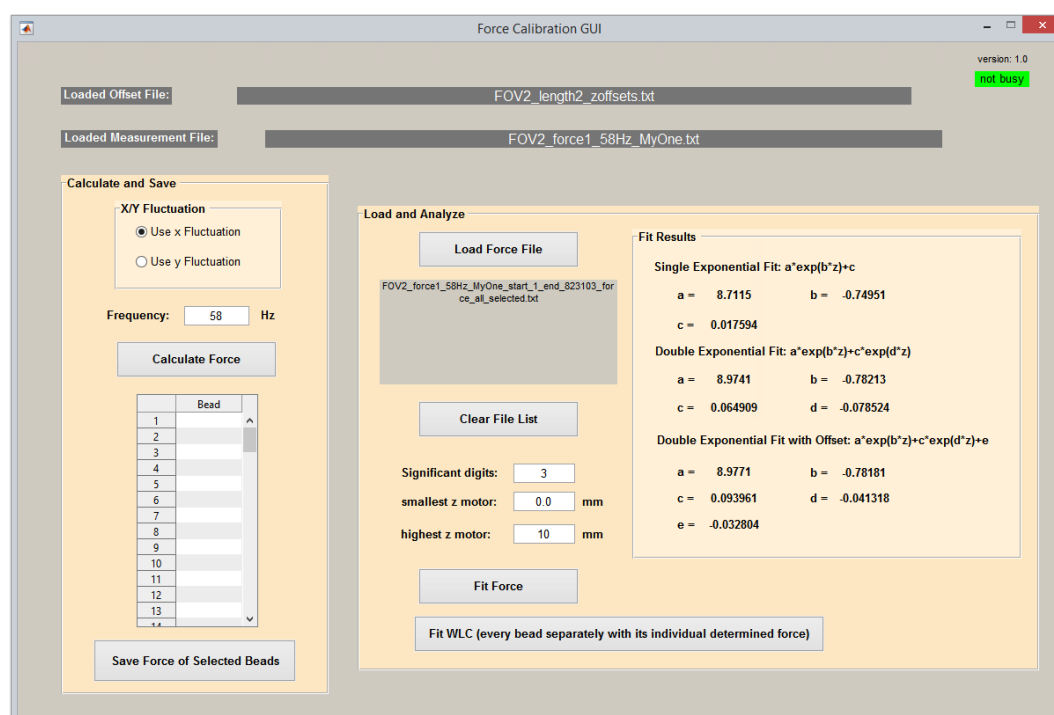 Force Calibration GUI
version: 1.0
not busy
Loaded Offset File:
FOV2_length2_zoffsets.txt
Loaded Measurement File:
FOV2_force1_58Hz_MyOne.txt
Calculate and Save
X/Y Fluctuation
Use x Fluctuation
Use y Fluctuation
Frequency: 58 Hz
Calculate Force
Bead
1
2
3
4
5
6
7
8
9
10
11
12
13
14
Save Force of Selected Beads
Load and Analyze
Load Force File
FOV2_force1_58Hz_MyOne_start_1_end_823103_for
ce_all_selected.txt
Clear File List
Significant digits: 3
smallest z motor: 0.0 mm
highest z motor: 10 mm
Fit Force
Fit WLC (every bead separately with its individual determined force)
Fit Results
Single Exponential Fit: a*exp(b*z)+c
a = 8.7115 b = -0.74951
c = 0.017594
Double Exponential Fit: a*exp(b*z)+c*exp(d*z)
a = 8.9741 b = -0.78213
c = 0.064909 d = -0.078524
Double Exponential Fit with Offset: a*exp(b*z)+c*exp(d*z)+e
a = 8.9771 b = -0.78181
c = 0.093961 d = -0.041318
e = -0.032804